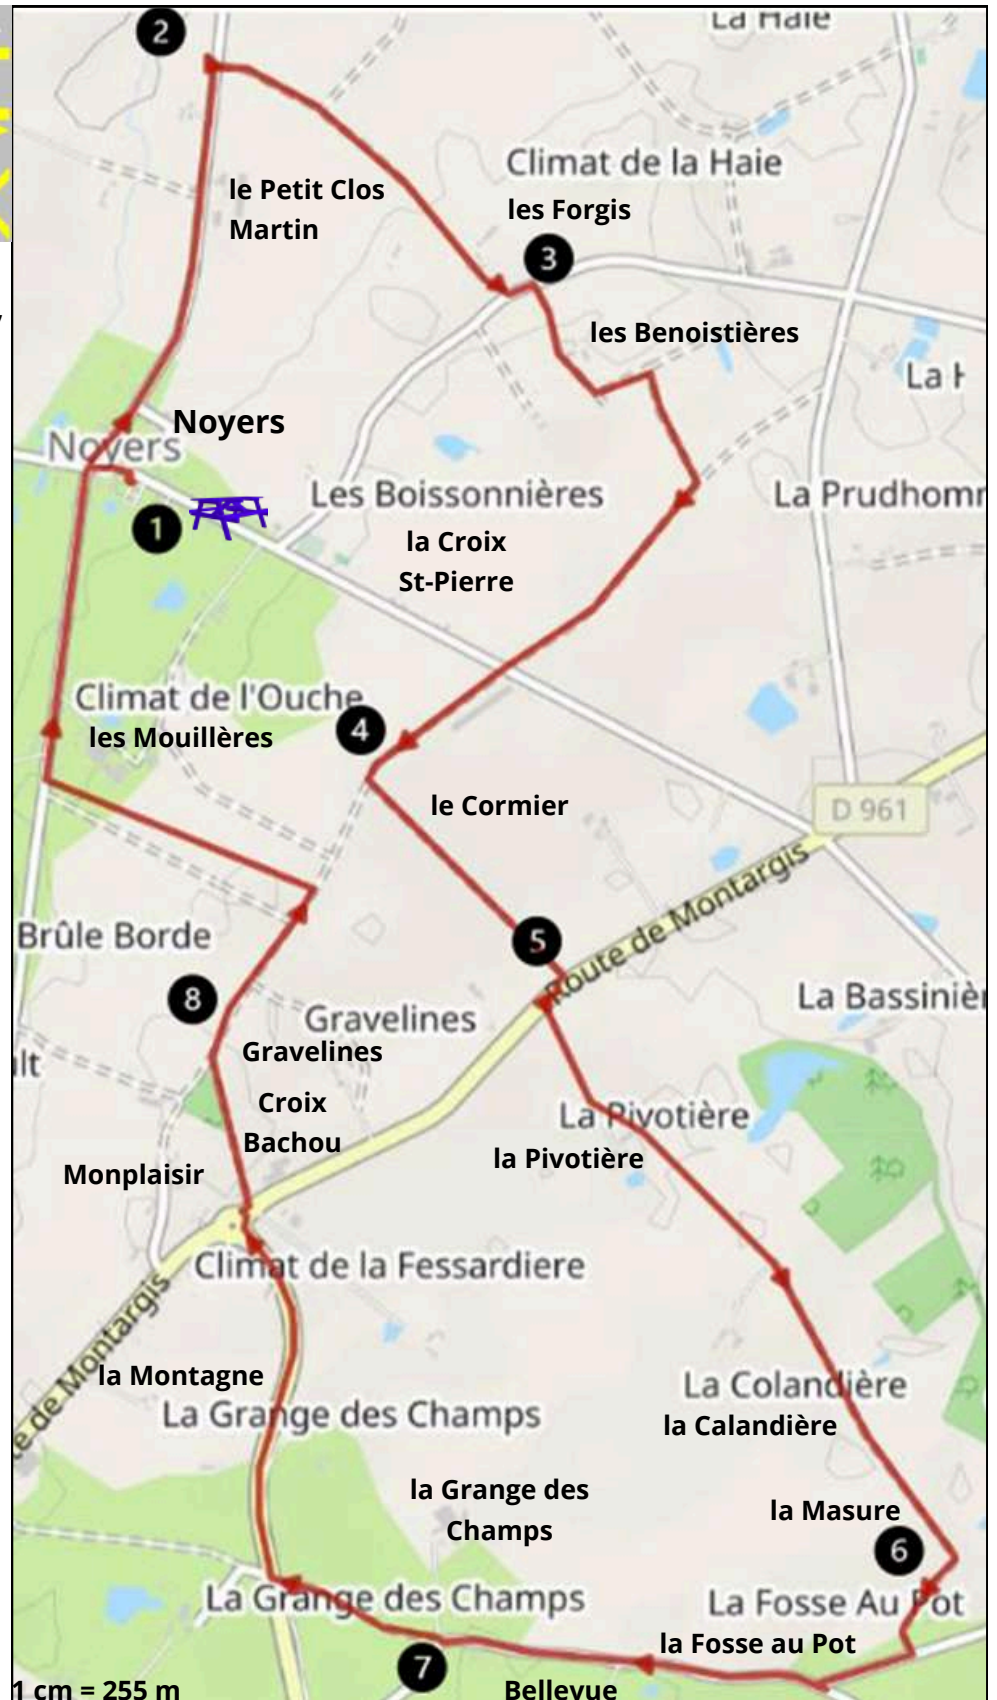 La Haie
2
Climat de la Haie
le Petit Clos
Martin
les Forgis
3
les Benoistières
La H
Noyers
Noyers
Les Boissonnières
La Prudhomm
1
la Croix
St-Pierre
Climat de l'Ouche
4
les Mouillères
le Cormier
D 961
Route de Montargis
Brûle Borde
5
8
La Bassiniè
Gravelines
Gravelines
ult
Croix
Bachou
La Pivotière
la Pivotière
Monplaisir
Climat de la Fessardiere
te de Montargis
la Montagne
La Grange des Champs
La Colandière
la Calandière
la Grange des
Champs
la Masure
6
La Grange des Champs
La Fosse Au Pot
la Fosse au Pot
7
1 cm = 255 m
Bellevue